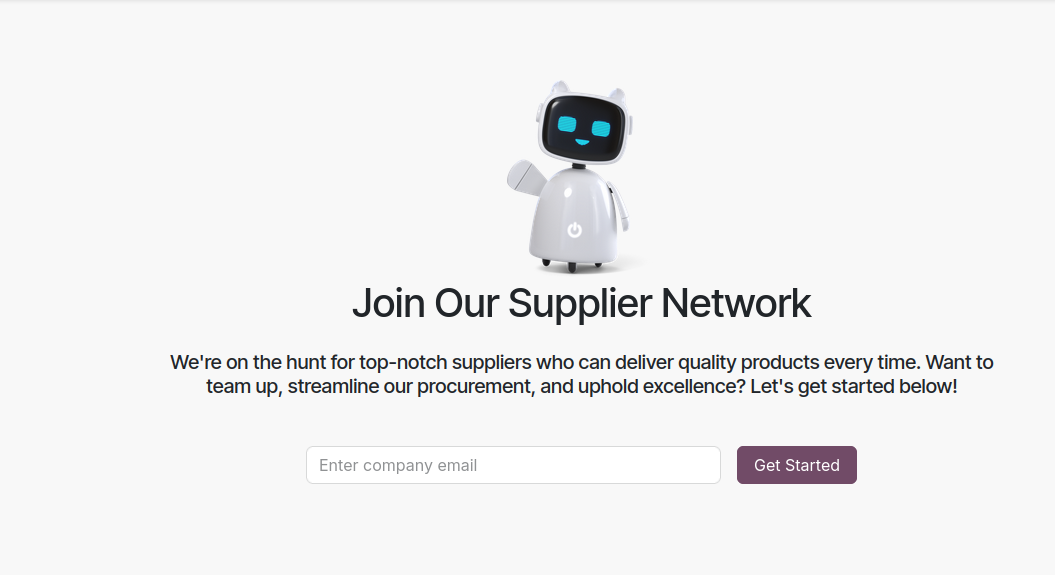 Join Our Supplier Network
We're on the hunt for top-notch suppliers who can deliver quality products every time. Want to
team up, streamline our procurement, and uphold excellence? Let's get started below!
Enter company email
Get Started